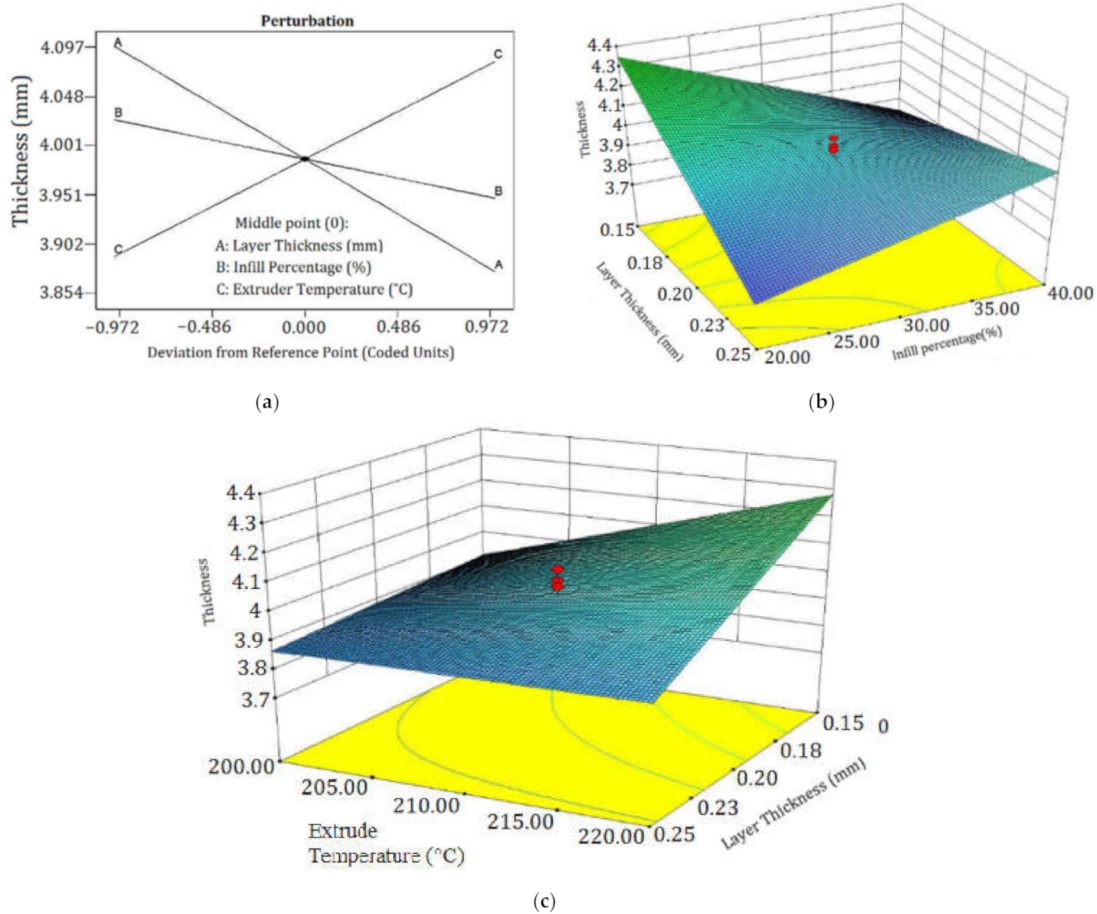 Perturbation
Thickness (mm)
4.097
4.048
4.001
3.951
3.902
3.854
A
B
C
C
B
A
Middle point (0):
A: Layer Thickness (mm)
B: Infill Percentage (%)
C: Extruder Temperature (°C)
−0.972
−0.486
0.000
0.486
0.972
Deviation from Reference Point (Coded Units)
(a)
Thickness
4.4
4.3
4.2
4.1
4
3.9
3.8
3.7
0.15
0.18
0.20
0.23
0.25
Layer Thickness (mm)
20.00
25.00
30.00
35.00
40.00
Infill percentage(%)
(b)
Thickness
4.4
4.3
4.2
4.1
4
3.9
3.8
3.7
200.00
205.00
210.00
215.00
220.00
Extrude
Temperature (°C)
0.25
0.23
0.20
0.18
0.15
0
Layer Thickness (mm)
(c)